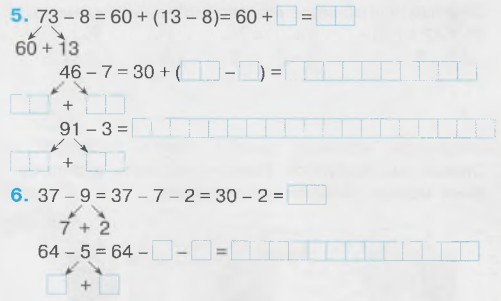 5. 73 – 8 = 60 + (13 – 8) = 60 + □ = □□
60 + 13
46 – 7 = 30 + (□□ – □) = □□□□□□□□□□
□□ + □□
91 – 3 = □□□□□□□□□□□□□□□□□□□
□□ + □□
6. 37 – 9 = 37 – 7 – 2 = 30 – 2 = □□
7 + 2
64 – 5 = 64 – □ – □ = □□□□□□□□□□□□□
□ + □